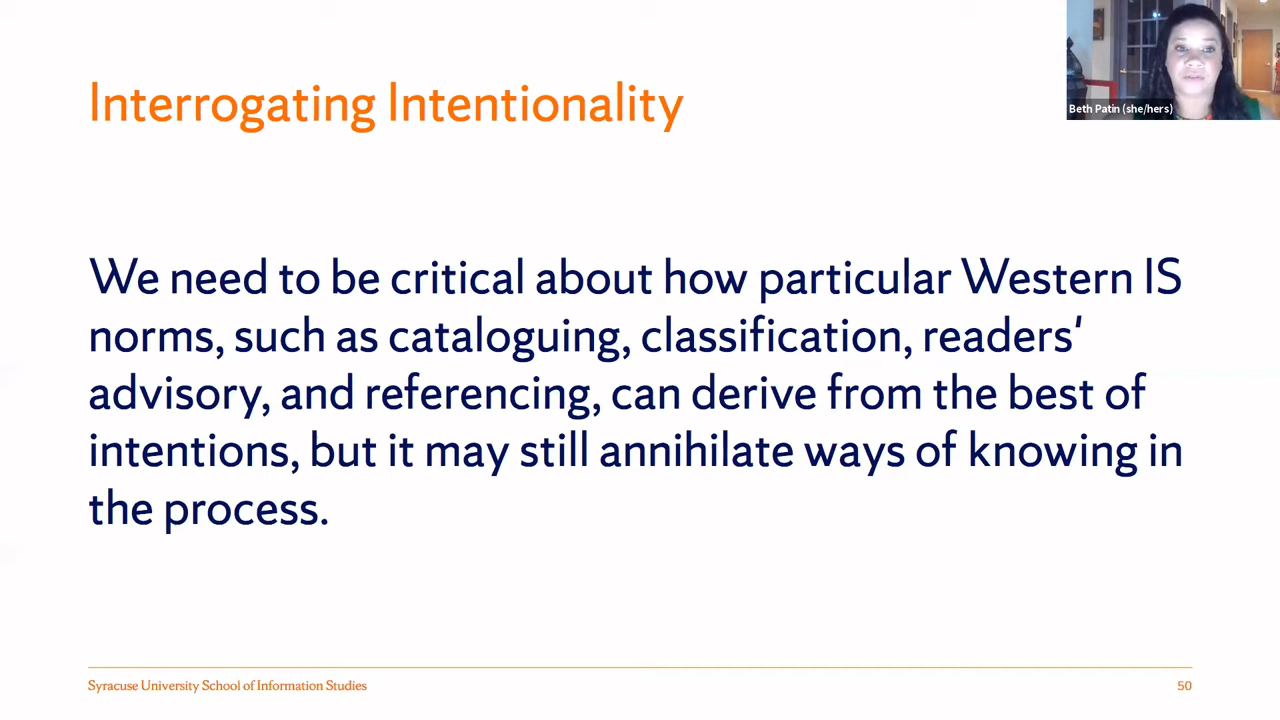 Interrogating Intentionality
Beth Patin (she/hers)
We need to be critical about how particular Western IS
norms, such as cataloguing, classification, readers'
advisory, and referencing, can derive from the best of
intentions, but it may still annihilate ways of knowing in
the process.
Syracuse University School of Information Studies
50